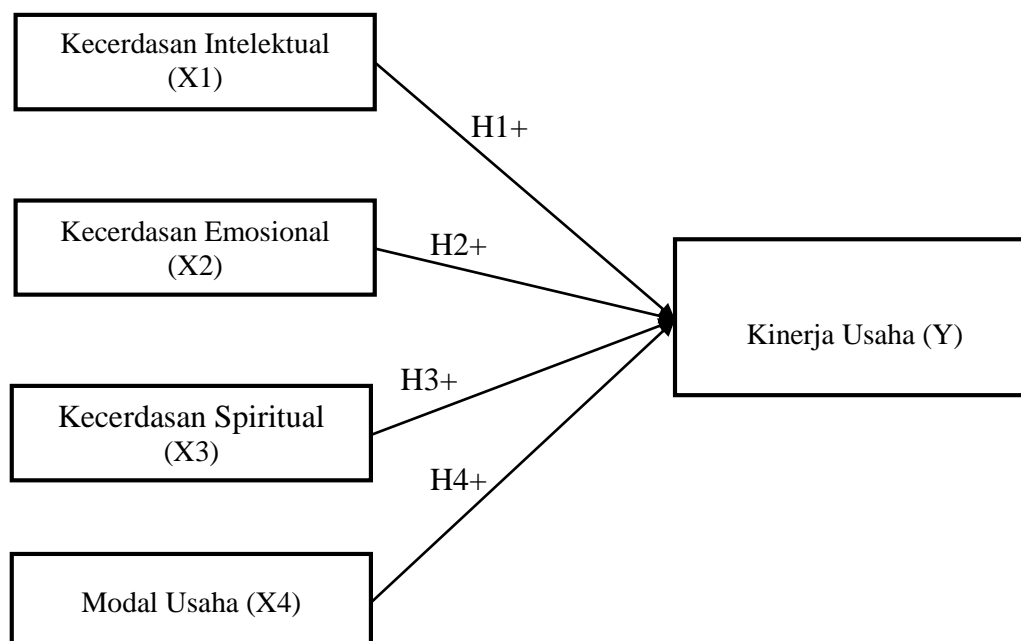 Kecerdasan Intelektual
(X1)
H1+
Kecerdasan Emosional
(X2)
H2+
Kinerja Usaha (Y)
H3+
Kecerdasan Spiritual
(X3)
H4+
Modal Usaha (X4)